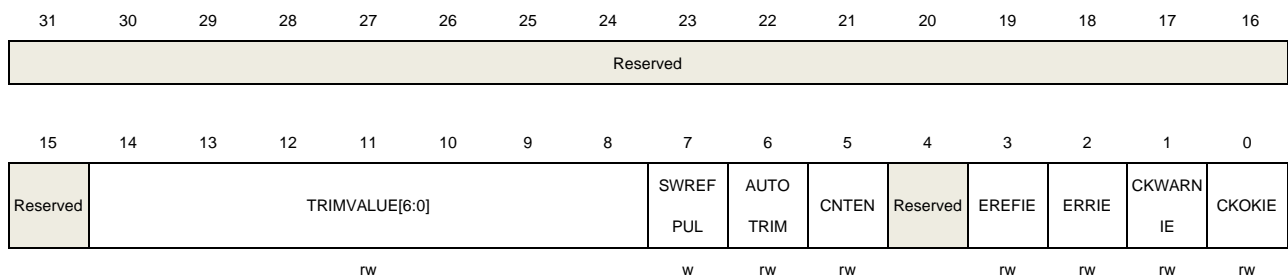 31 30 29 28 27 26 25 24 23 22 21 20 19 18 17 16
Reserved
15 14 13 12 11 10 9 8 7 6 5 4 3 2 1 0
Reserved TRIMVALUE[6:0] SWREF PUL AUTO TRIM CNTEN Reserved EREFIE ERRIE CKWARN IE CKOKIE
rw w rw rw rw rw rw rw